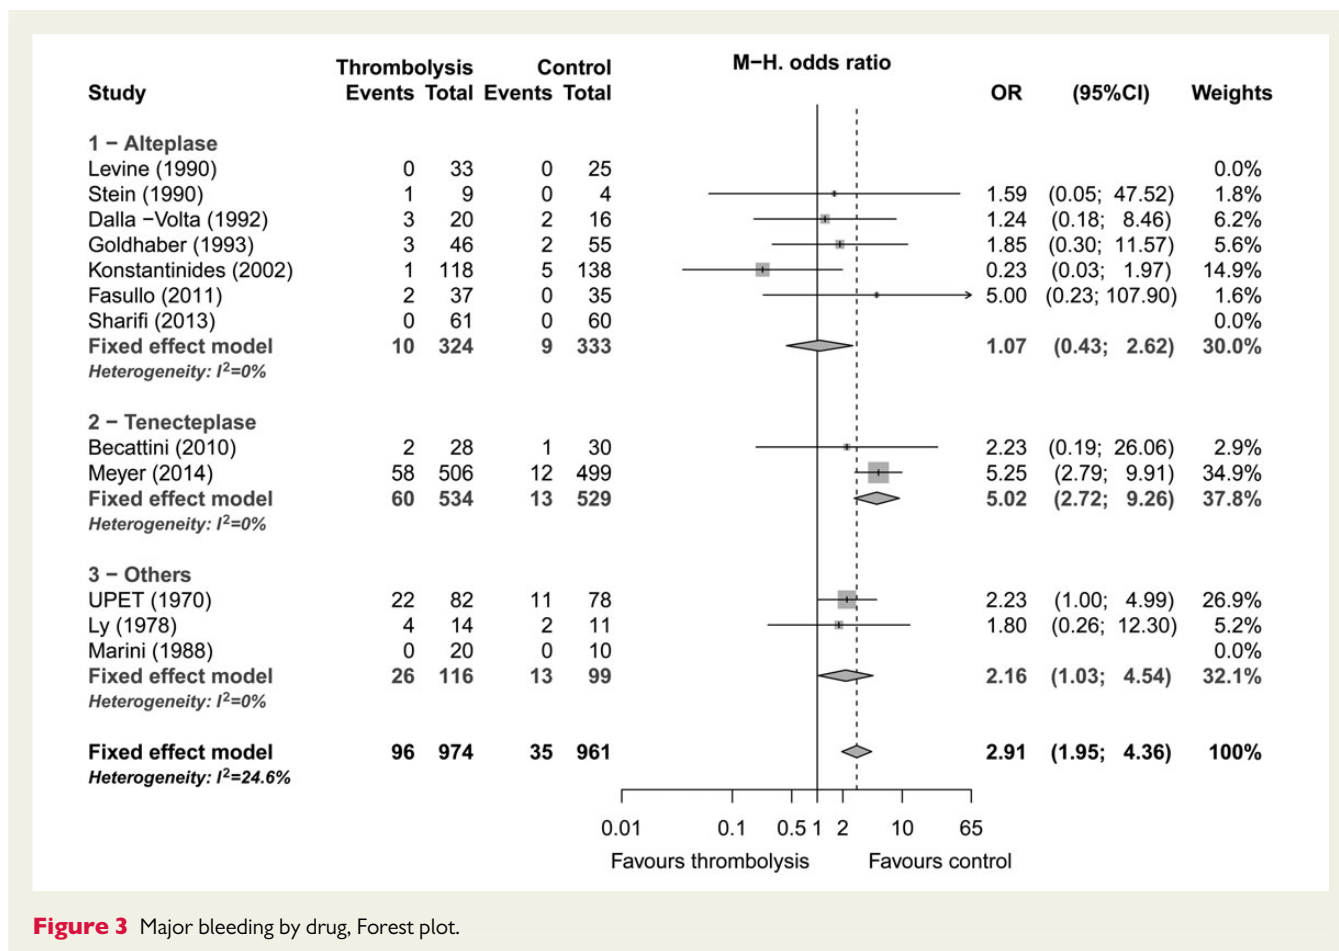 Thrombolysis Control M−H. odds ratio
Study Events Total Events Total OR (95%CI) Weights
1 − Alteplase
Levine (1990) 0 33 0 25 0.0%
Stein (1990) 1 9 0 4 1.59 (0.05; 47.52) 1.8%
Dalla −Volta (1992) 3 20 2 16 1.24 (0.18; 8.46) 6.2%
Goldhaber (1993) 3 46 2 55 1.85 (0.30; 11.57) 5.6%
Konstantinides (2002) 1 118 5 138 0.23 (0.03; 1.97) 14.9%
Fasullo (2011) 2 37 0 35 5.00 (0.23; 107.90) 1.6%
Sharifi (2013) 0 61 0 60 0.0%
Fixed effect model 10 324 9 333 1.07 (0.43; 2.62) 30.0%
Heterogeneity: I²=0%
2 − Tenecteplase
Becattini (2010) 2 28 1 30 2.23 (0.19; 26.06) 2.9%
Meyer (2014) 58 506 12 499 5.25 (2.79; 9.91) 34.9%
Fixed effect model 60 534 13 529 5.02 (2.72; 9.26) 37.8%
Heterogeneity: I²=0%
3 − Others
UPET (1970) 22 82 11 78 2.23 (1.00; 4.99) 26.9%
Ly (1978) 4 14 2 11 1.80 (0.26; 12.30) 5.2%
Marini (1988) 0 20 0 10 0.0%
Fixed effect model 26 116 13 99 2.16 (1.03; 4.54) 32.1%
Heterogeneity: I²=0%
Fixed effect model 96 974 35 961 2.91 (1.95; 4.36) 100%
Heterogeneity: I²=24.6%
0.01 0.1 0.5 1 2 10 65
Favours thrombolysis Favours control
Figure 3 Major bleeding by drug, Forest plot.